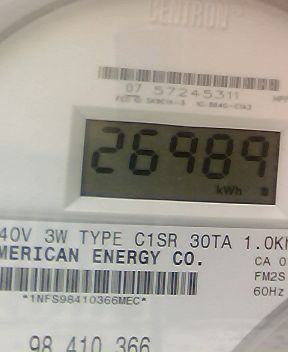 CENTRON
07 57245311
26989
kWh
40V 3W TYPE C1SR 30TA 1.0K
MERICAN ENERGY CO.
CA 0
FM2S
60Hz
*1NFS98410366MEC*
98 410 366